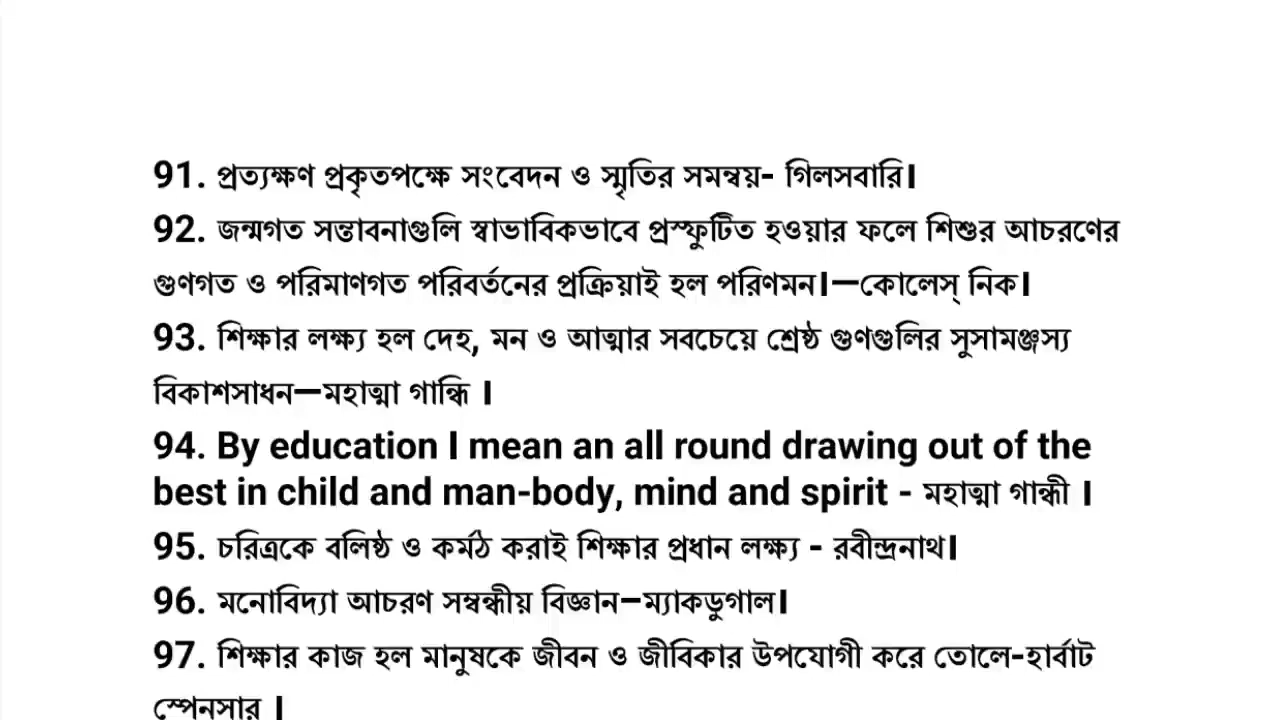 91. প্রত্যক্ষণ প্রকৃতপক্ষে সংবেদন ও স্মৃতির সমন্বয়- গিলসবারি।
92. জন্মগত সম্ভাবনাগুলি স্বাভাবিকভাবে প্রস্ফুটিত হওয়ার ফলে শিশুর আচরণের
গুণগত ও পরিমাণগত পরিবর্তনের প্রক্রিয়াই হল পরিণমন।—কোলেস্ নিক।
93. শিক্ষার লক্ষ্য হল দেহ, মন ও আত্মার সবচেয়ে শ্রেষ্ঠ গুণগুলির সুসামঞ্জস্য
বিকাশসাধন—মহাত্মা গান্ধি ।
94. By education I mean an all round drawing out of the
best in child and man-body, mind and spirit - মহাত্মা গান্ধী ।
95. চরিত্রকে বলিষ্ঠ ও কর্মঠ করাই শিক্ষার প্রধান লক্ষ্য - রবীন্দ্রনাথ।
96. মনোবিদ্যা আচরণ সম্বন্ধীয় বিজ্ঞান–ম্যাকডুগাল।
97. শিক্ষার কাজ হল মানুষকে জীবন ও জীবিকার উপযোগী করে তোলে-হার্বাট
স্পেনসার ।